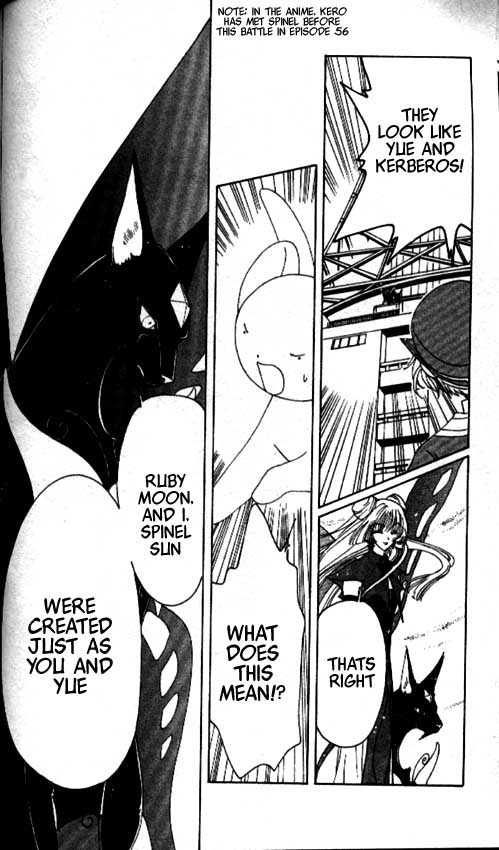 NOTE: IN THE ANIME. KERO
HAS MET SPINEL BEFORE
THIS BATTLE IN EPISODE 56
THEY
LOOK LIKE
YUE AND
KERBEROS!
THATS
RIGHT
WHAT
DOES
THIS
MEAN!?
RUBY
MOON.
AND I.
SPINEL
SUN
WERE
CREATED
JUST AS
YOU AND
YUE